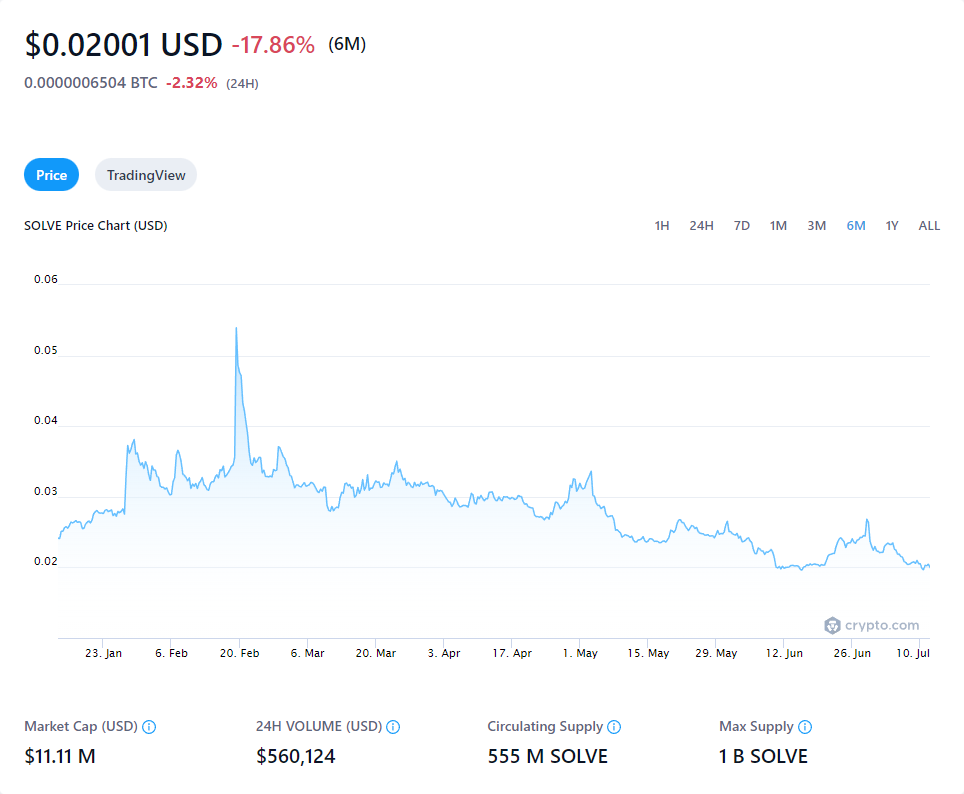 $0.02001 USD -17.86% (6M)
0.0000006504 BTC -2.32% (24H)
Price TradingView
SOLVE Price Chart (USD) 1H 24H 7D 1M 3M 6M 1Y ALL
0.06
0.05
0.04
0.03
0.02
crypto.com
23. Jan 6. Feb 20. Feb 6. Mar 20. Mar 3. Apr 17. Apr 1. May 15. May 29. May 12. Jun 26. Jun 10. Jul
Market Cap (USD) 24H VOLUME (USD) Circulating Supply Max Supply
$11.11 M $560,124 555 M SOLVE 1 B SOLVE